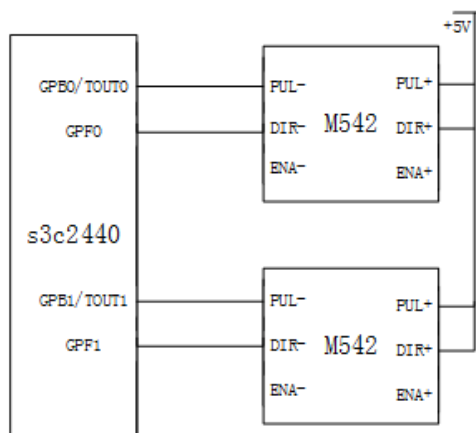 +5V
GPB0/TOUT0
GPF0
s3c2440
GPB1/TOUT1
GPF1
PUL-
DIR-
ENA-
M542
PUL+
DIR+
ENA+
PUL-
DIR-
ENA-
M542
PUL+
DIR+
ENA+